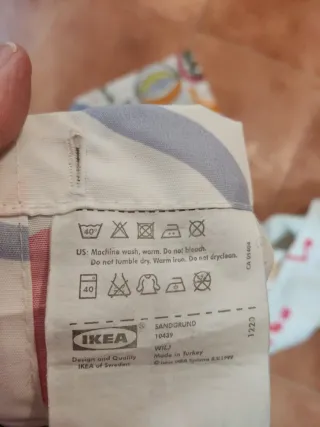 40°
US: Machine wash, warm. Do not bleach.
Do not tumble dry. Warm iron. Do not dryclean.
40
IKEA ®
Design and Quality
IKEA of Sweden
SANDGRUND
10439
Made in Turkey
1320